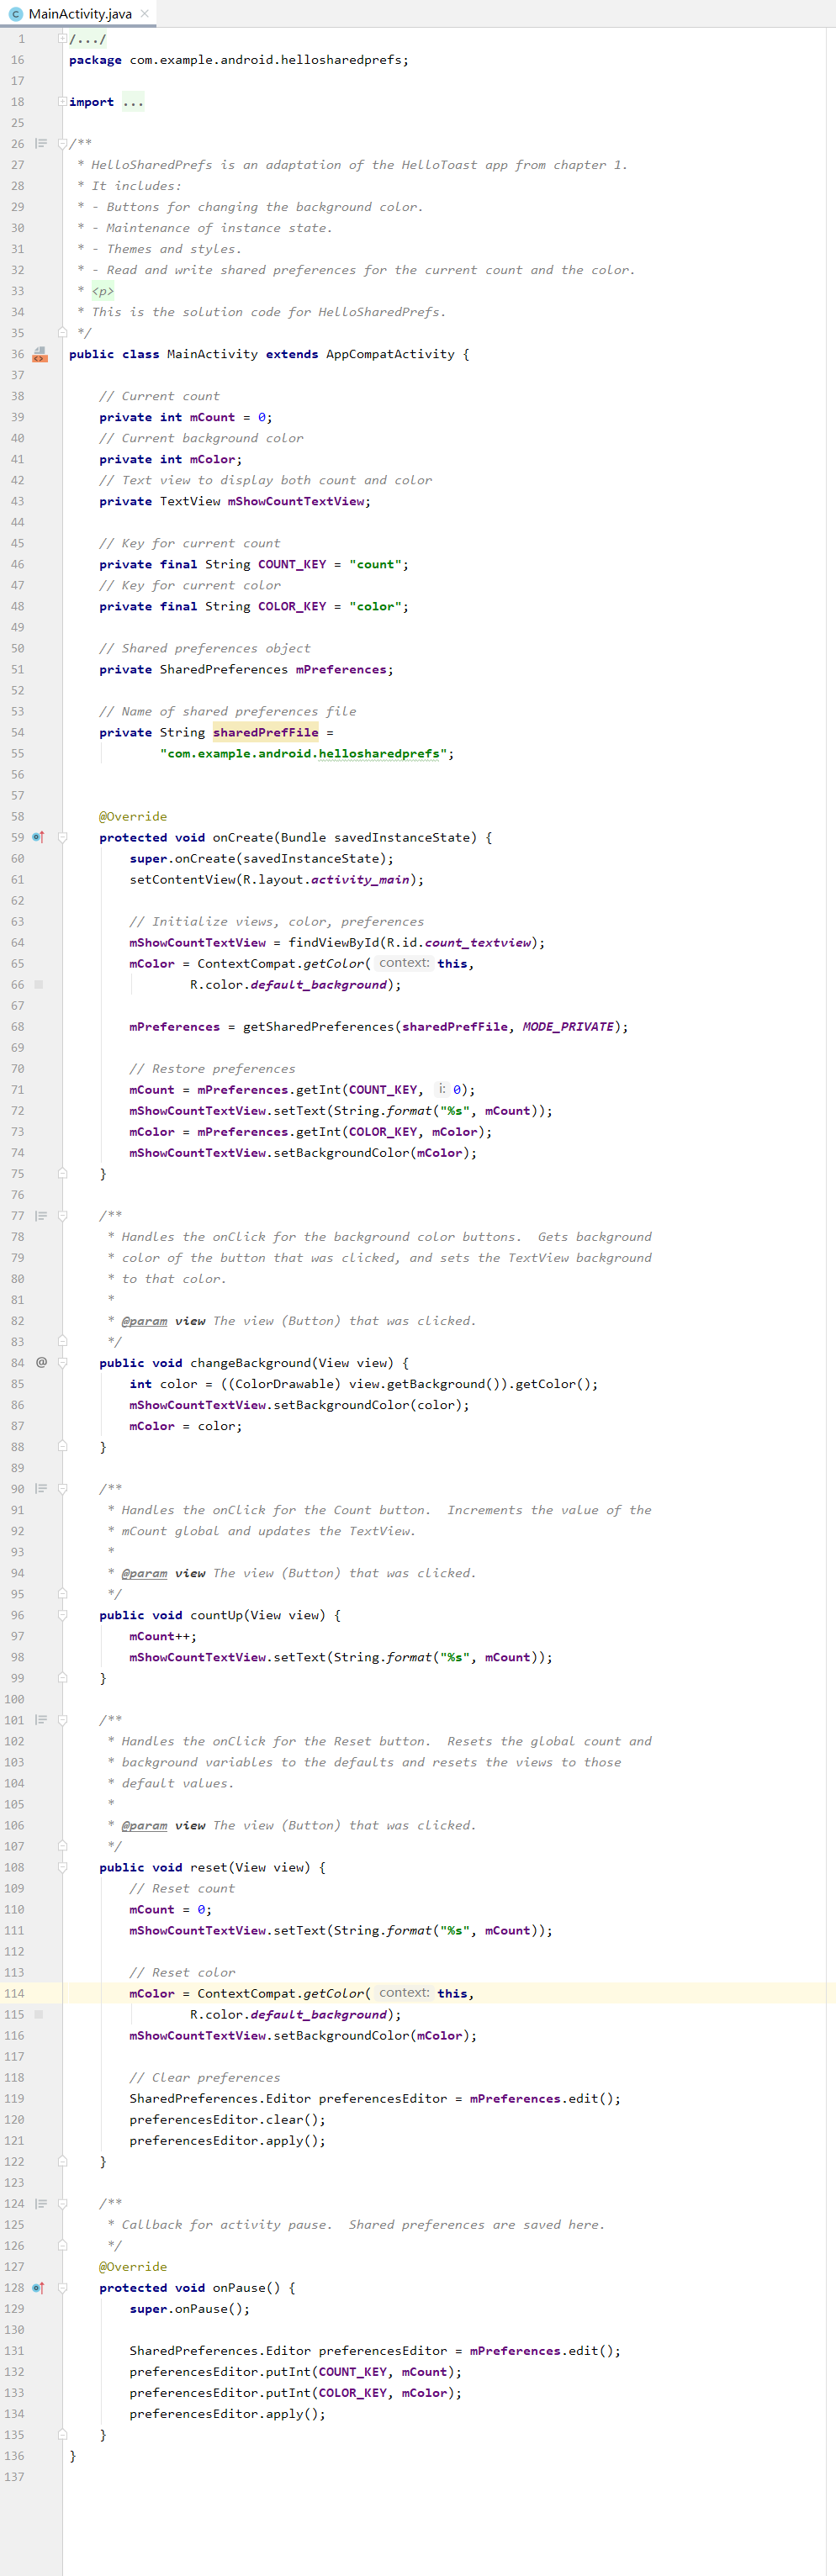 MainActivity.java
1 /.../
16 package com.example.android.hellosharedprefs;
17
18 import ...
25
26 /**
27  * HelloSharedPrefs is an adaptation of the HelloToast app from chapter 1.
28  * It includes:
29  * - Buttons for changing the background color.
30  * - Maintenance of instance state.
31  * - Themes and styles.
32  * - Read and write shared preferences for the current count and the color.
33  * <p>
34  * This is the solution code for HelloSharedPrefs.
35  */
36 public class MainActivity extends AppCompatActivity {
37
38     // Current count
39     private int mCount = 0;
40     // Current background color
41     private int mColor;
42     // Text view to display both count and color
43     private TextView mShowCountTextView;
44
45     // Key for current count
46     private final String COUNT_KEY = "count";
47     // Key for current color
48     private final String COLOR_KEY = "color";
49
50     // Shared preferences object
51     private SharedPreferences mPreferences;
52
53     // Name of shared preferences file
54     private String sharedPrefFile =
55             "com.example.android.hellosharedprefs";
56
57
58     @Override
59     protected void onCreate(Bundle savedInstanceState) {
60         super.onCreate(savedInstanceState);
61         setContentView(R.layout.activity_main);
62
63         // Initialize views, color, preferences
64         mShowCountTextView = findViewById(R.id.count_textview);
65         mColor = ContextCompat.getColor( context: this,
66                 R.color.default_background);
67
68         mPreferences = getSharedPreferences(sharedPrefFile, MODE_PRIVATE);
69
70         // Restore preferences
71         mCount = mPreferences.getInt(COUNT_KEY, i: 0);
72         mShowCountTextView.setText(String.format("%s", mCount));
73         mColor = mPreferences.getInt(COLOR_KEY, mColor);
74         mShowCountTextView.setBackgroundColor(mColor);
75     }
76
77     /**
78      * Handles the onClick for the background color buttons.  Gets background
79      * color of the button that was clicked, and sets the TextView background
80      * to that color.
81      *
82      * @param view The view (Button) that was clicked.
83      */
84 @   public void changeBackground(View view) {
85         int color = ((ColorDrawable) view.getBackground()).getColor();
86         mShowCountTextView.setBackgroundColor(color);
87         mColor = color;
88     }
89
90     /**
91      * Handles the onClick for the Count button.  Increments the value of the
92      * mCount global and updates the TextView.
93      *
94      * @param view The view (Button) that was clicked.
95      */
96     public void countUp(View view) {
97         mCount++;
98         mShowCountTextView.setText(String.format("%s", mCount));
99     }
100
101     /**
102      * Handles the onClick for the Reset button.  Resets the global count and
103      * background variables to the defaults and resets the views to those
104      * default values.
105      *
106      * @param view The view (Button) that was clicked.
107      */
108     public void reset(View view) {
109         // Reset count
110         mCount = 0;
111         mShowCountTextView.setText(String.format("%s", mCount));
112
113         // Reset color
114         mColor = ContextCompat.getColor( context: this,
115                 R.color.default_background);
116         mShowCountTextView.setBackgroundColor(mColor);
117
118         // Clear preferences
119         SharedPreferences.Editor preferencesEditor = mPreferences.edit();
120         preferencesEditor.clear();
121         preferencesEditor.apply();
122     }
123
124     /**
125      * Callback for activity pause.  Shared preferences are saved here.
126      */
127     @Override
128     protected void onPause() {
129         super.onPause();
130
131         SharedPreferences.Editor preferencesEditor = mPreferences.edit();
132         preferencesEditor.putInt(COUNT_KEY, mCount);
133         preferencesEditor.putInt(COLOR_KEY, mColor);
134         preferencesEditor.apply();
135     }
136 }
137